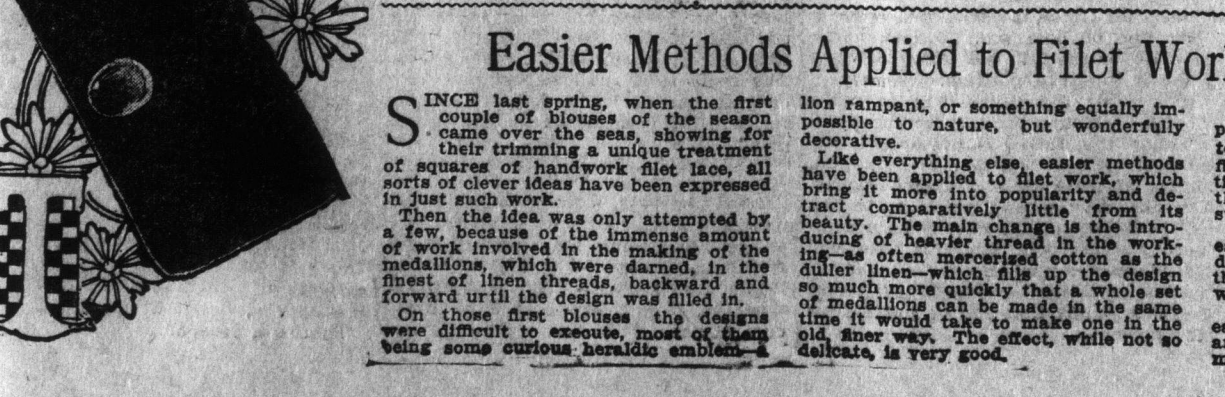 Easier Methods Applied to Filet Wor
SINCE last spring, when the first
couple of blouses of the season
came over the seas, showing for
their trimming a unique treatment
of squares of handwork filet lace, all
sorts of clever ideas have been expressed
in just such work.
Then the idea was only attempted by
a few, because of the immense amount
of work involved in the making of the
medallions, which were darned, in the
finest of linen threads, backward and
forward urtil the design was filled in.
On those first blouses the designs
were difficult to execute, most of them
being some curious heraldic emblem—a
lion rampant, or something equally im-
possible to nature, but wonderfully
decorative.
Like everything else, easier methods
have been applied to filet work, which
bring it more into popularity and de-
tract comparatively little from its
beauty. The main change is the intro-
ducing of heavier thread in the work-
ing—as often mercerized cotton as the
duller linen—which fills up the design
so much more quickly that a whole set
of medallions can be made in the same
time it would take to make one in the
old, finer way. The effect, while not so
delicate, is very good.